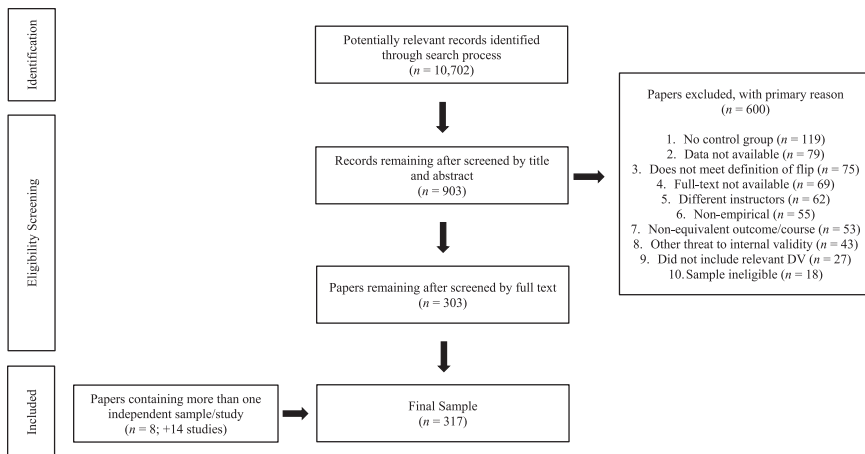 Identification
Potentially relevant records identified
through search process
(n = 10,702)
Eligibility Screening
Records remaining after screened by title
and abstract
(n = 903)
Papers excluded, with primary reason
(n = 600)
1. No control group (n = 119)
2. Data not available (n = 79)
3. Does not meet definition of flip (n = 75)
4. Full-text not available (n = 69)
5. Different instructors (n = 62)
6. Non-empirical (n = 55)
7. Non-equivalent outcome/course (n = 53)
8. Other threat to internal validity (n = 43)
9. Did not include relevant DV (n = 27)
10. Sample ineligible (n = 18)
Papers remaining after screened by full text
(n = 303)
Included
Papers containing more than one
independent sample/study
(n = 8; +14 studies)
Final Sample
(n = 317)